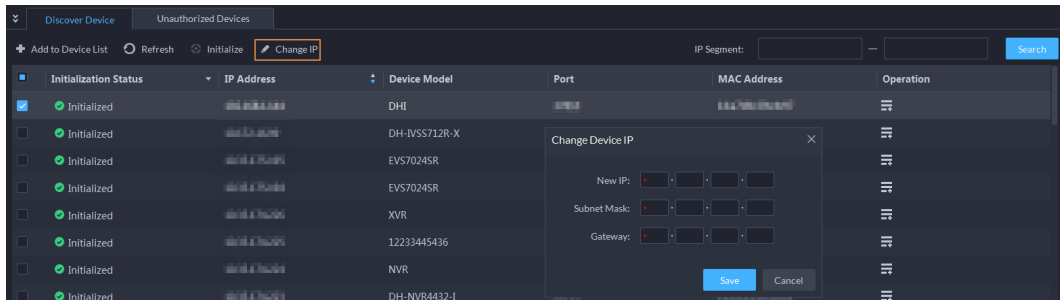 Discover Device Unauthorized Devices
Add to Device List Refresh Initialize Change IP IP Segment: — Search
Initialization Status IP Address Device Model Port MAC Address Operation
Initialized DHI
Initialized DH-IVSS712R-X
Change Device IP
Initialized EVS7024SR
New IP:
Initialized EVS7024SR
Subnet Mask:
Initialized XVR
Gateway:
Initialized 12233445436
Initialized NVR
Save Cancel
Initialized DH-NVR4432-I